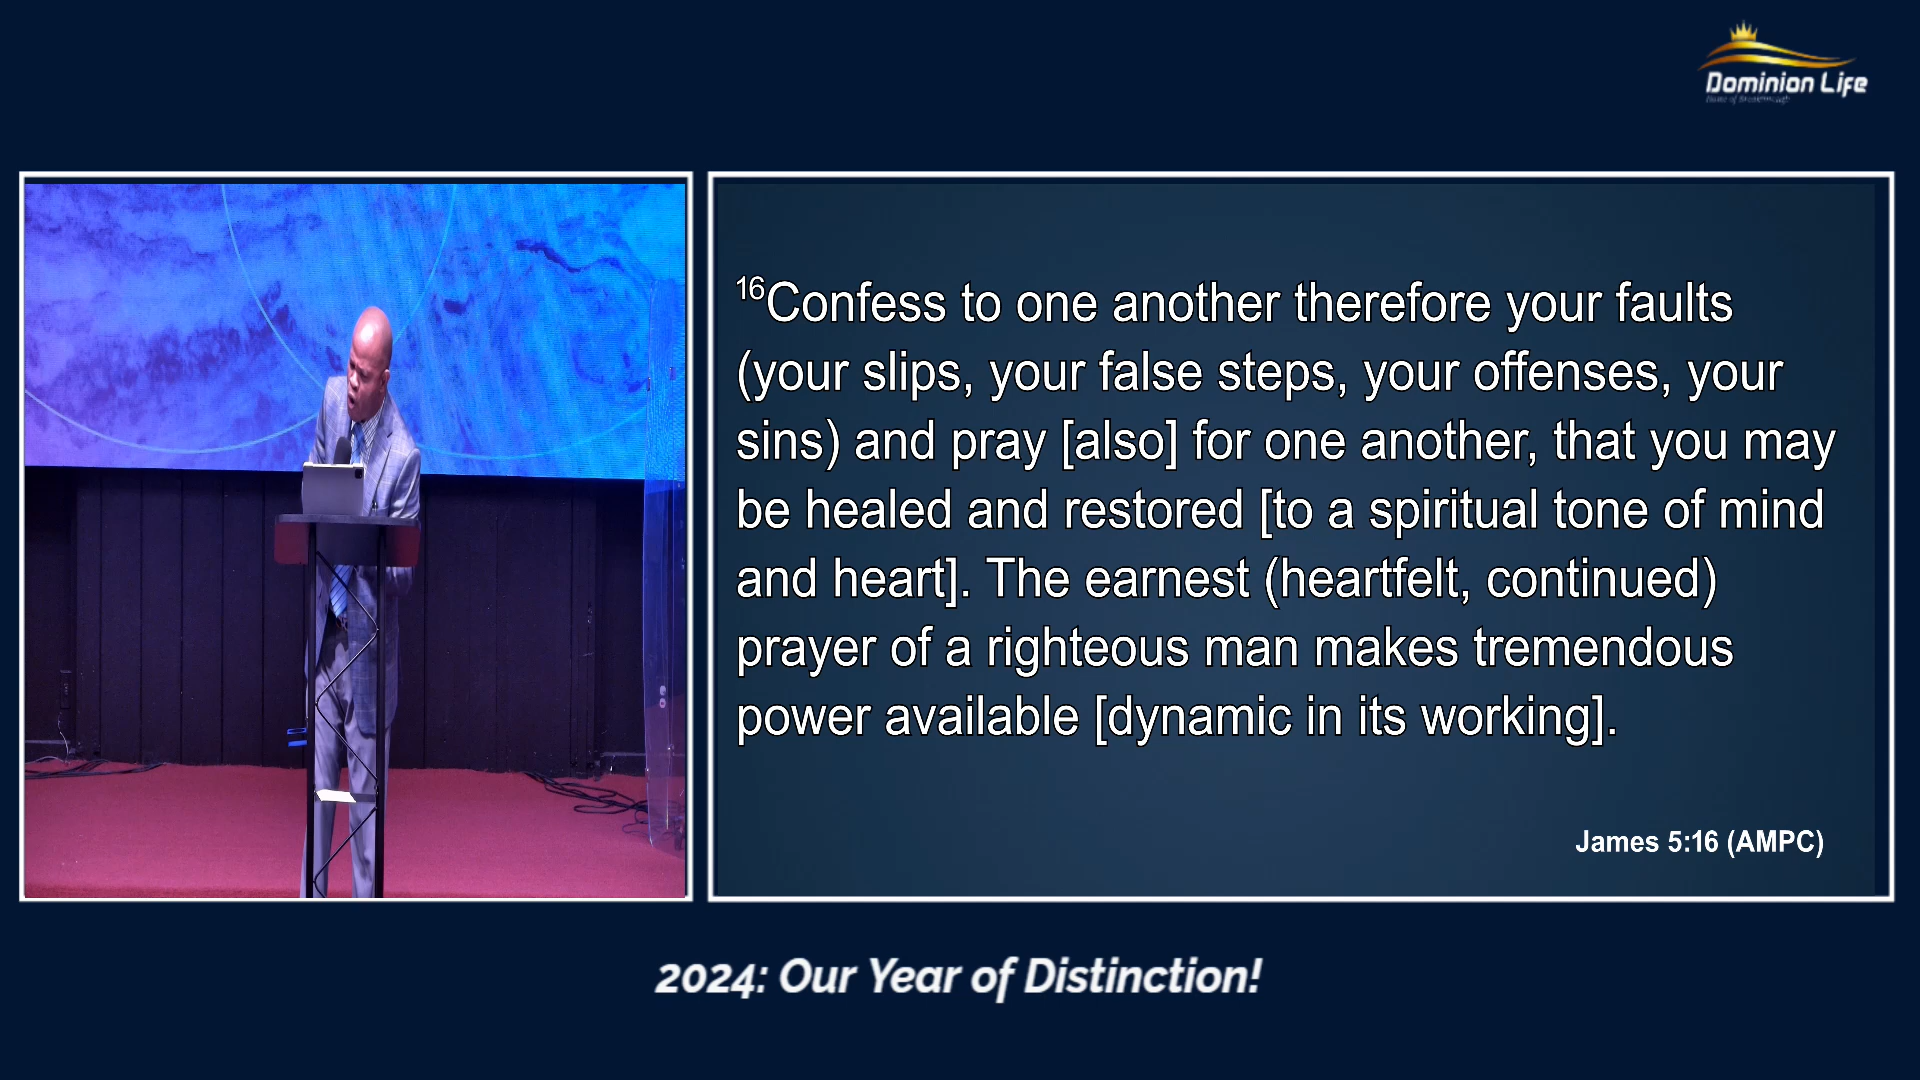 Dominion Life
Home of Breakthrough
16Confess to one another therefore your faults
(your slips, your false steps, your offenses, your
sins) and pray [also] for one another, that you may
be healed and restored [to a spiritual tone of mind
and heart]. The earnest (heartfelt, continued)
prayer of a righteous man makes tremendous
power available [dynamic in its working].
James 5:16 (AMPC)
2024: Our Year of Distinction!